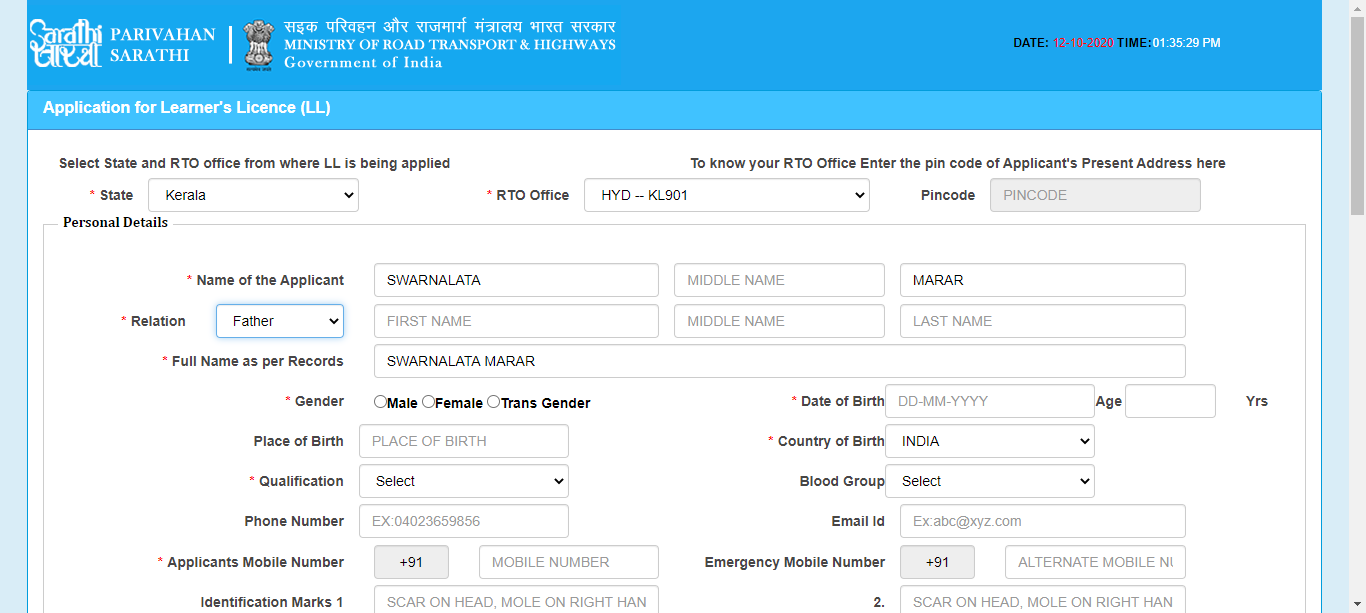 Sarathi
सारथी
PARIVAHAN
SARATHI
सड़क परिवहन और राजमार्ग मंत्रालय भारत सरकार
MINISTRY OF ROAD TRANSPORT & HIGHWAYS
Government of India
DATE: 12-10-2020 TIME:01:35:29 PM
Application for Learner's Licence (LL)
Select State and RTO office from where LL is being applied
To know your RTO Office Enter the pin code of Applicant's Present Address here
* State Kerala * RTO Office HYD -- KL901 Pincode PINCODE
Personal Details
* Name of the Applicant SWARNALATA MIDDLE NAME MARAR
* Relation Father FIRST NAME MIDDLE NAME LAST NAME
* Full Name as per Records SWARNALATA MARAR
* Gender Male Female Trans Gender * Date of Birth DD-MM-YYYY Age Yrs
Place of Birth PLACE OF BIRTH * Country of Birth INDIA
* Qualification Select Blood Group Select
Phone Number EX:04023659856 Email Id Ex:abc@xyz.com
* Applicants Mobile Number +91 MOBILE NUMBER Emergency Mobile Number +91 ALTERNATE MOBILE NU
Identification Marks 1 SCAR ON HEAD, MOLE ON RIGHT HAN 2. SCAR ON HEAD, MOLE ON RIGHT HAN